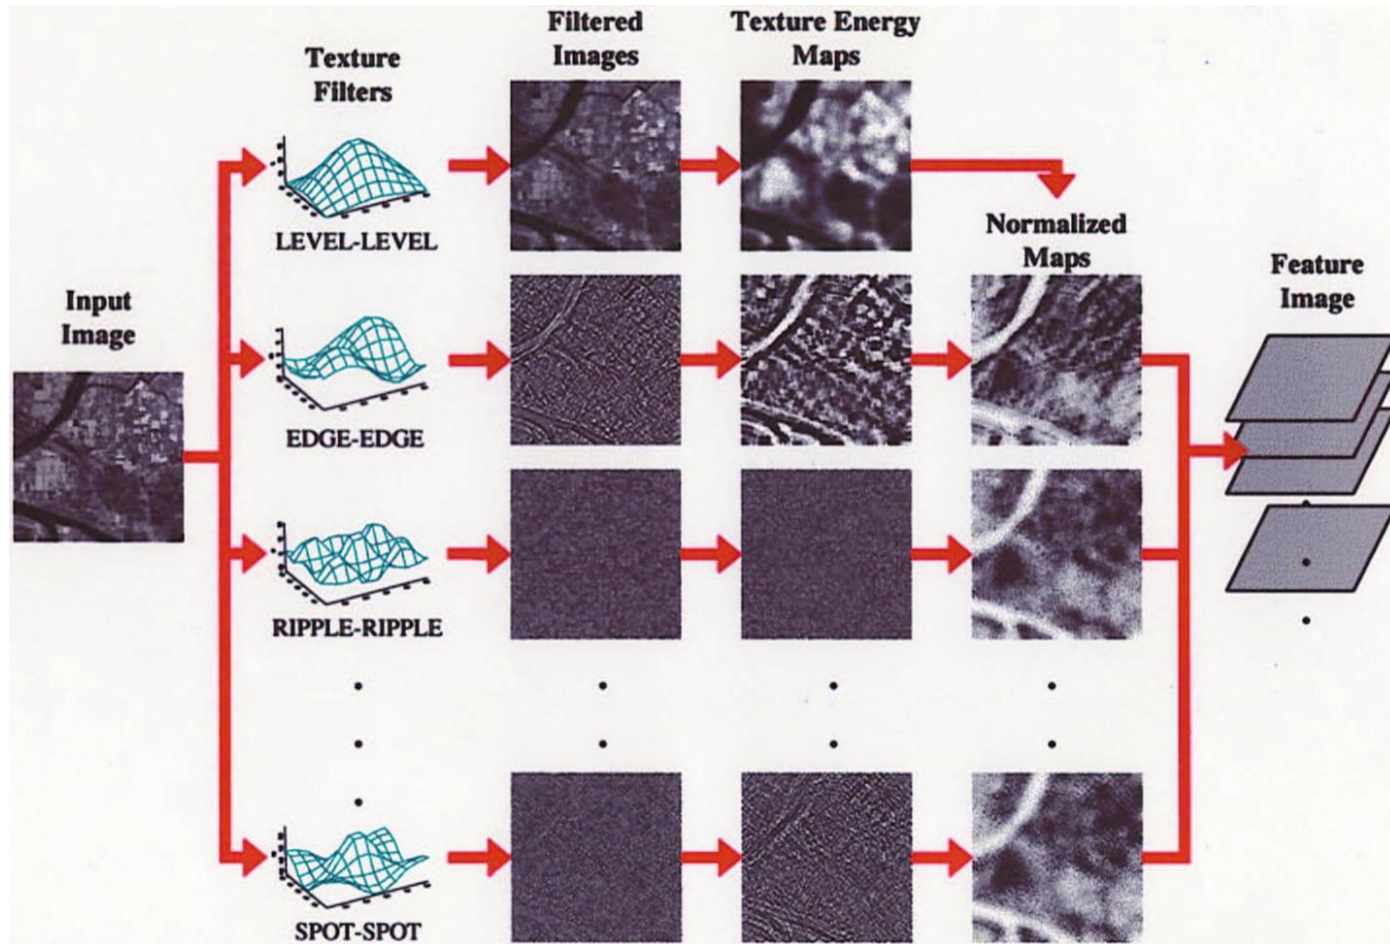 Input
Image
Texture
Filters
LEVEL-LEVEL
EDGE-EDGE
RIPPLE-RIPPLE
SPOT-SPOT
Filtered
Images
Texture Energy
Maps
Normalized
Maps
Feature
Image